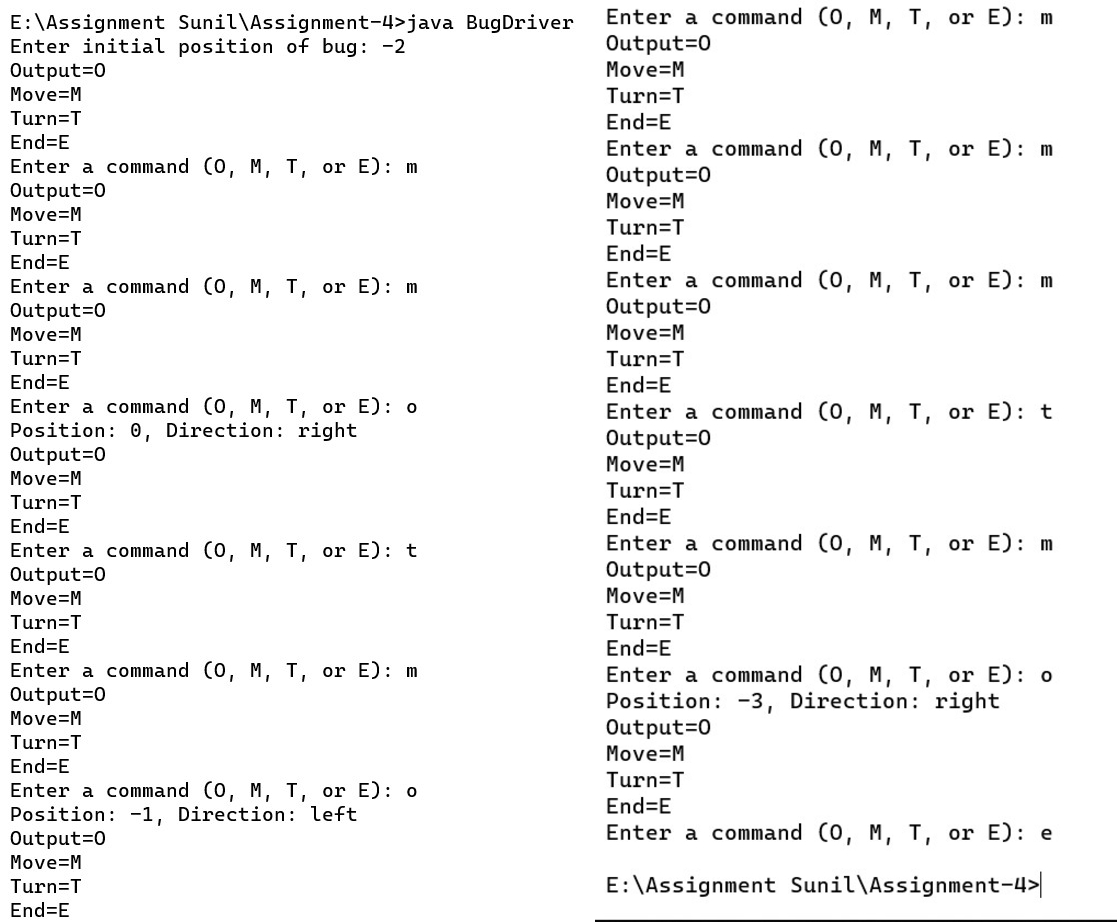 E:\Assignment Sunil\Assignment-4>java BugDriver
Enter initial position of bug: -2
Output=O
Move=M
Turn=T
End=E
Enter a command (O, M, T, or E): m
Output=O
Move=M
Turn=T
End=E
Enter a command (O, M, T, or E): m
Output=O
Move=M
Turn=T
End=E
Enter a command (O, M, T, or E): o
Position: 0, Direction: right
Output=O
Move=M
Turn=T
End=E
Enter a command (O, M, T, or E): t
Output=O
Move=M
Turn=T
End=E
Enter a command (O, M, T, or E): m
Output=O
Move=M
Turn=T
End=E
Enter a command (O, M, T, or E): o
Position: -1, Direction: left
Output=O
Move=M
Turn=T
End=E
Enter a command (O, M, T, or E): m
Output=O
Move=M
Turn=T
End=E
Enter a command (O, M, T, or E): m
Output=O
Move=M
Turn=T
End=E
Enter a command (O, M, T, or E): m
Output=O
Move=M
Turn=T
End=E
Enter a command (O, M, T, or E): t
Output=O
Move=M
Turn=T
End=E
Enter a command (O, M, T, or E): m
Output=O
Move=M
Turn=T
End=E
Enter a command (O, M, T, or E): o
Position: -3, Direction: right
Output=O
Move=M
Turn=T
End=E
Enter a command (O, M, T, or E): e
E:\Assignment Sunil\Assignment-4>